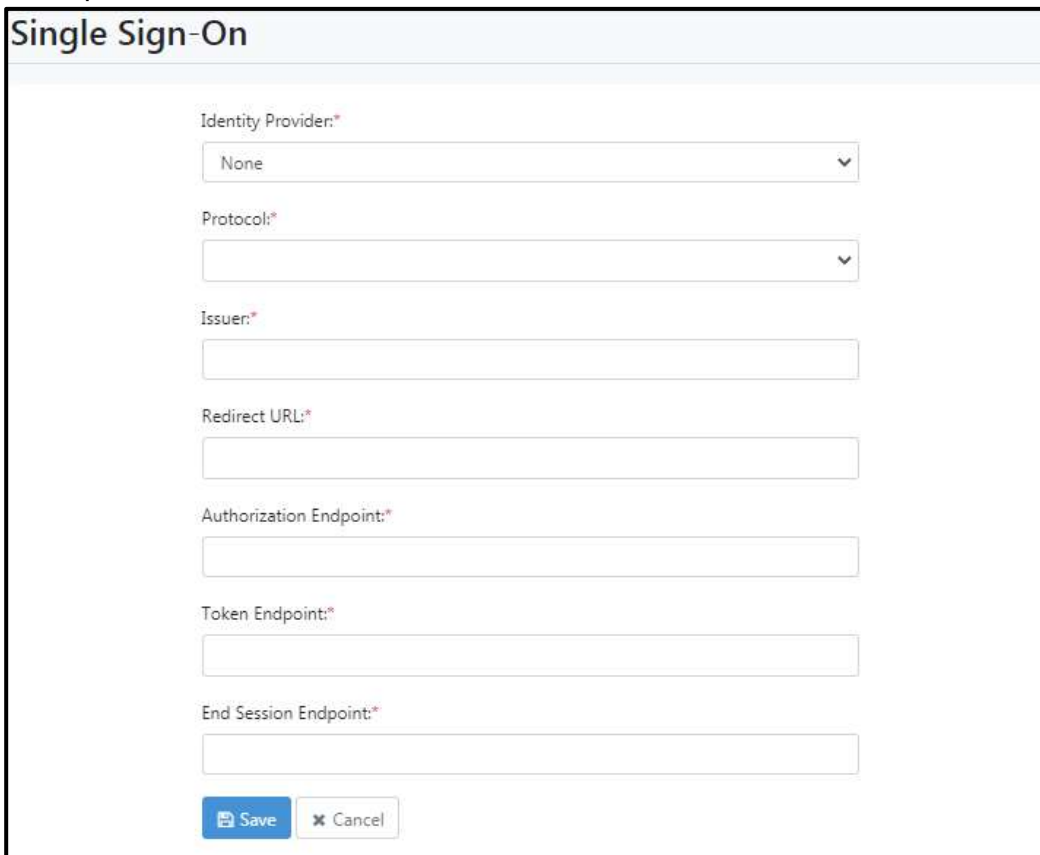 Single Sign-On
Identity Provider:*
None
Protocol:*
Issuer:*
Redirect URL:*
Authorization Endpoint:*
Token Endpoint:*
End Session Endpoint:*
Save Cancel